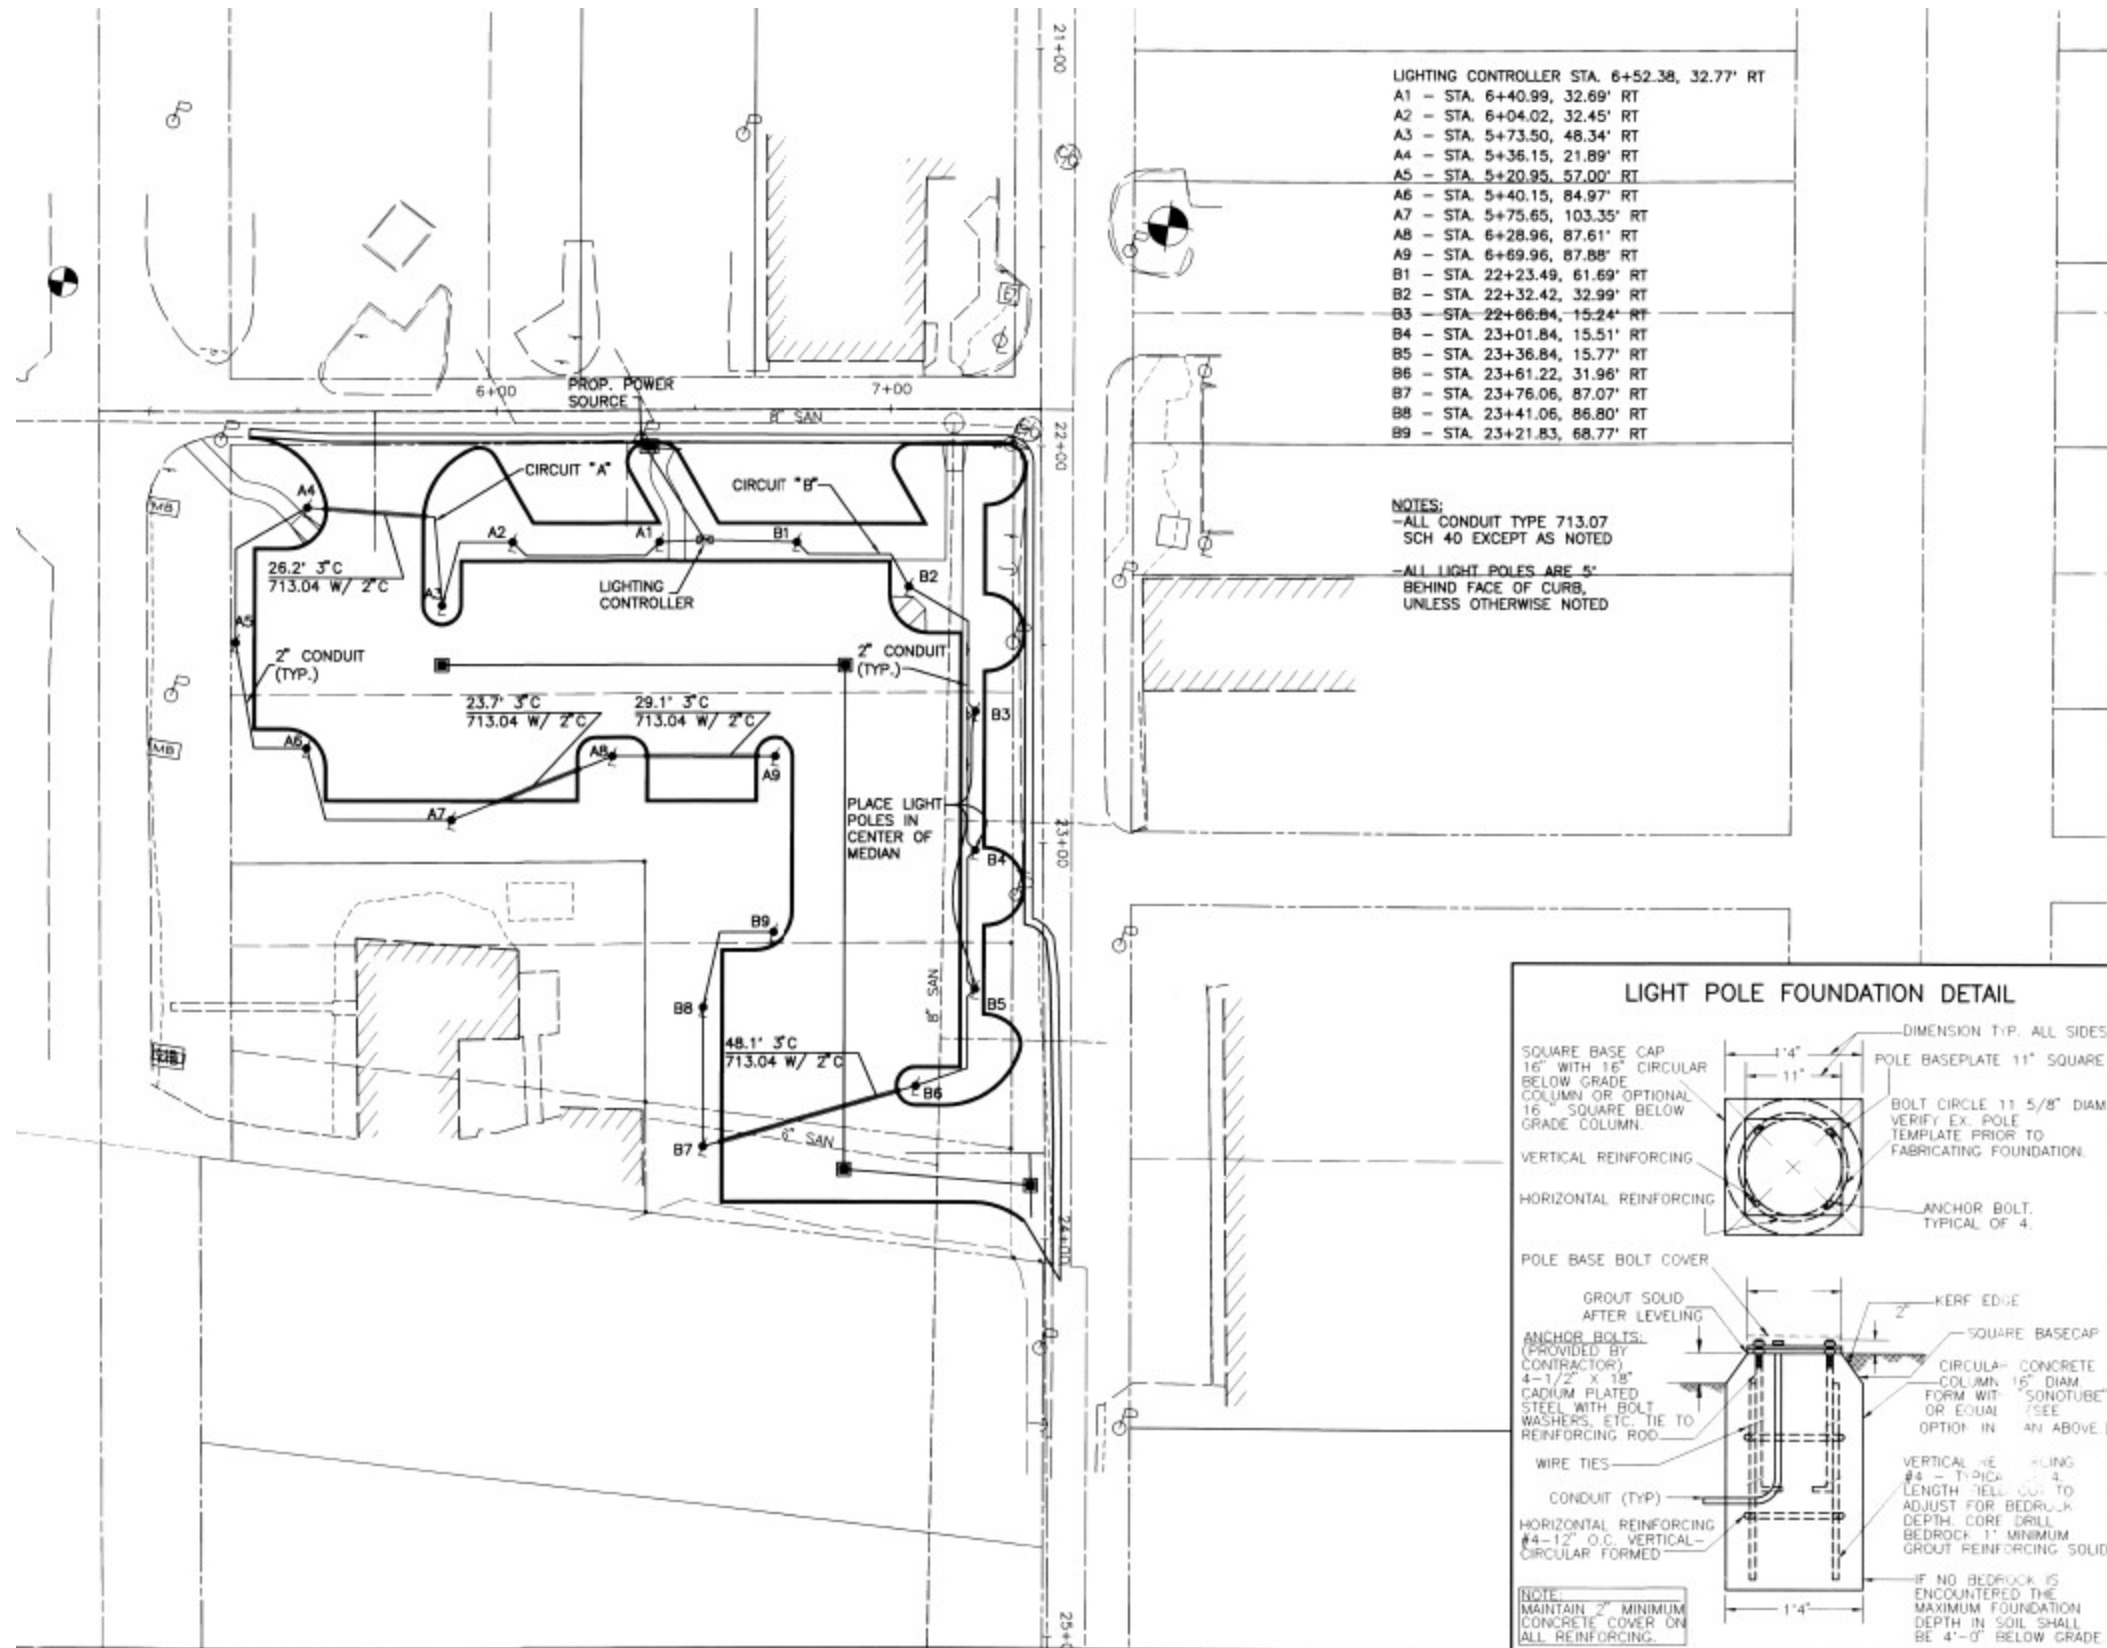 21+00
LIGHTING CONTROLLER STA. 6+52.38, 32.77' RT
A1 – STA. 6+40.99, 32.69' RT
A2 – STA. 6+04.02, 32.45' RT
A3 – STA. 5+73.50, 48.34' RT
A4 – STA. 5+36.15, 21.89' RT
A5 – STA. 5+20.95, 57.00' RT
A6 – STA. 5+40.15, 84.97' RT
A7 – STA. 5+75.65, 103.35' RT
A8 – STA. 6+28.96, 87.61' RT
A9 – STA. 6+69.96, 87.88' RT
B1 – STA. 22+23.49, 61.69' RT
B2 – STA. 22+32.42, 32.99' RT
B3 – STA. 22+66.84, 15.24' RT
B4 – STA. 23+01.84, 15.51' RT
B5 – STA. 23+36.84, 15.77' RT
B6 – STA. 23+61.22, 31.96' RT
B7 – STA. 23+76.06, 87.07' RT
B8 – STA. 23+41.06, 86.80' RT
B9 – STA. 23+21.83, 68.77' RT
NOTES:
-ALL CONDUIT TYPE 713.07
SCH 40 EXCEPT AS NOTED
-ALL LIGHT POLES ARE 5'
BEHIND FACE OF CURB,
UNLESS OTHERWISE NOTED
6+00
PROP. POWER
SOURCE
7+00
8" SAN
22+00
CIRCUIT "A"
CIRCUIT "B"
A4
MB
A2
A1
B1
26.2' 3"C
713.04 W/ 2"C
A3
LIGHTING
CONTROLLER
B2
A5
2" CONDUIT
(TYP.)
2" CONDUIT
(TYP.)
23.7' 3"C
713.04 W/ 2"C
29.1' 3"C
713.04 W/ 2"C
B3
MB
A6
A8
A9
A7
PLACE LIGHT
POLES IN
CENTER OF
MEDIAN
23+00
B4
B9
8" SAN
B8
B5
48.1' 3"C
713.04 W/ 2"C
B6
B7
6" SAN
24+00
LIGHT POLE FOUNDATION DETAIL
DIMENSION TYP. ALL SIDES
1'4"
POLE BASEPLATE 11" SQUARE
11"
SQUARE BASE CAP
16" WITH 16" CIRCULAR
BELOW GRADE
COLUMN OR OPTIONAL
16 " SQUARE BELOW
GRADE COLUMN.
BOLT CIRCLE 11 5/8" DIAM
VERIFY EX. POLE
TEMPLATE PRIOR TO
FABRICATING FOUNDATION.
VERTICAL REINFORCING
HORIZONTAL REINFORCING
ANCHOR BOLT.
TYPICAL OF 4.
POLE BASE BOLT COVER
GROUT SOLID
AFTER LEVELING
KERF EDGE
2"
SQUARE BASECAP
ANCHOR BOLTS:
(PROVIDED BY
CONTRACTOR)
4-1/2" X 18"
CADIUM PLATED
STEEL WITH BOLT
WASHERS, ETC. TIE TO
REINFORCING ROD
CONCRETE
COLUMN 16" DIAM.
FORM "SONOTUBE"
OR EQUAL (SEE
OPTION IN ABOVE.)
WIRE TIES
CONDUIT (TYP)
HORIZONTAL REINFORCING
#4-12" O.C. VERTICAL-
CIRCULAR FORMED
VERTICAL
#4 – 4.
LENGTH TO
ADJUST FOR BEDROCK
DEPTH. CORE DRILL
BEDROCK 1' MINIMUM
GROUT REINFORCING SOLID
NOTE:
MAINTAIN 2" MINIMUM
CONCRETE COVER ON
ALL REINFORCING.
1'4"
IF NO BEDROCK IS
ENCOUNTERED THE
MAXIMUM FOUNDATION
DEPTH IN SOIL SHALL
BE 4'-0" BELOW GRADE